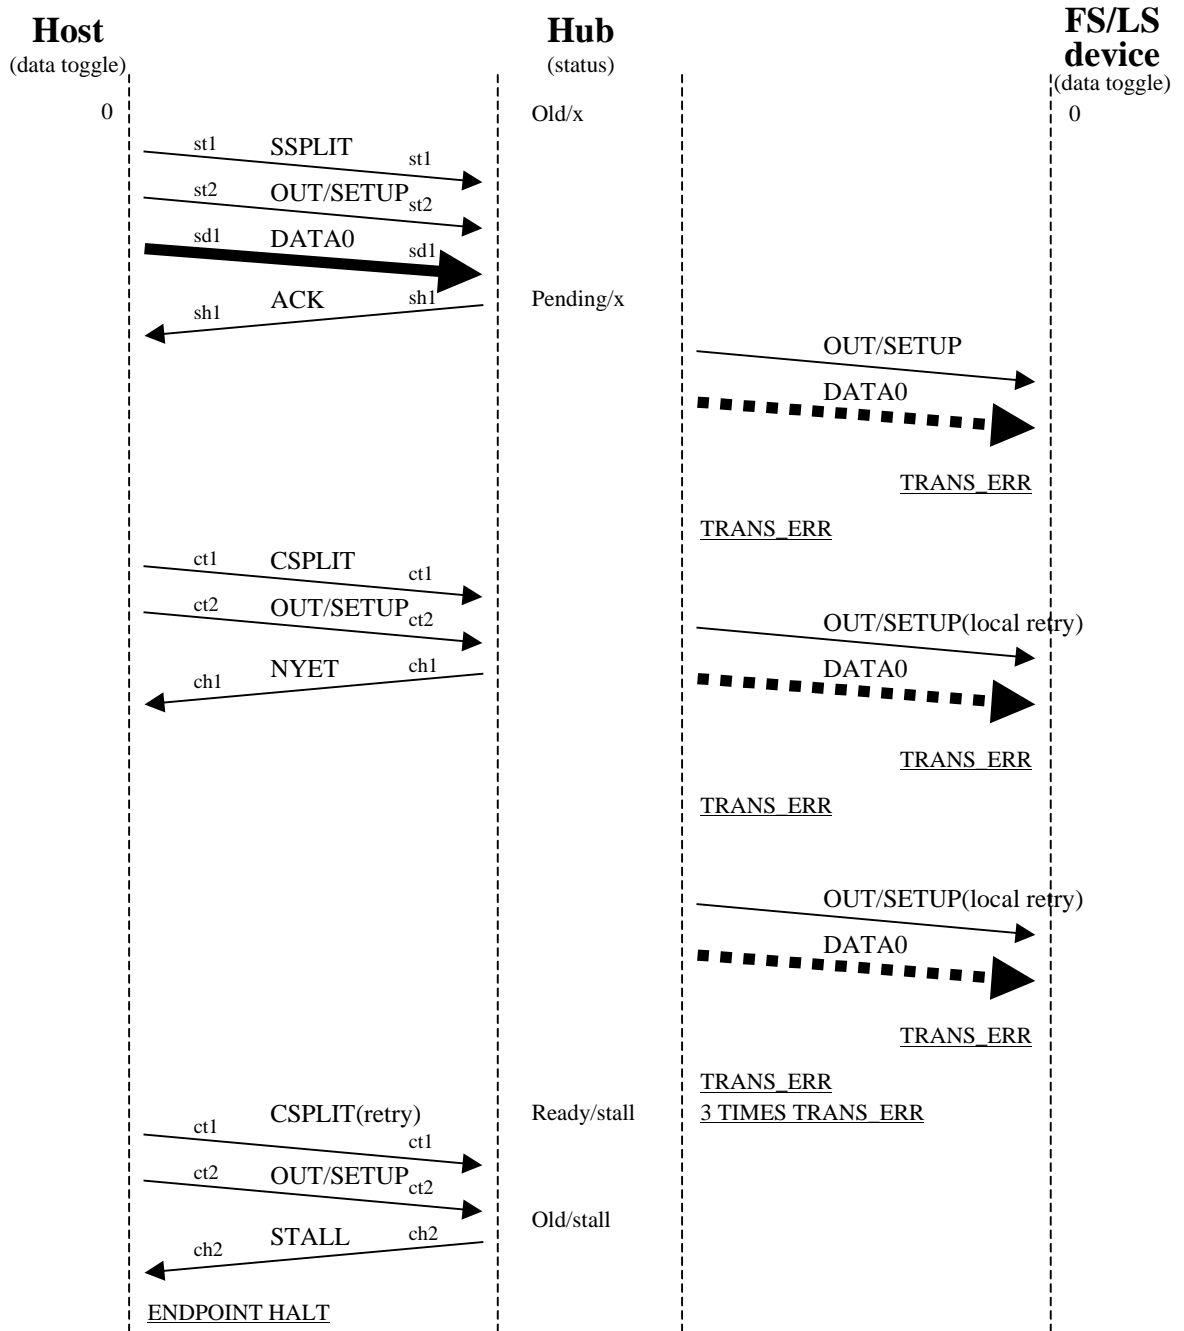 Host
(data toggle)
Hub
(status)
FS/LS
device
(data toggle)
0
Old/x
0
st1
SSPLIT
st1
st2
OUT/SETUP
st2
sd1
DATA0
sd1
ACK
sh1
sh1
Pending/x
OUT/SETUP
DATA0
TRANS_ERR
TRANS_ERR
ct1
CSPLIT
ct1
ct2
OUT/SETUP
ct2
OUT/SETUP(local retry)
NYET
ch1
ch1
DATA0
TRANS_ERR
TRANS_ERR
OUT/SETUP(local retry)
DATA0
TRANS_ERR
TRANS_ERR
CSPLIT(retry)
Ready/stall
3 TIMES TRANS_ERR
ct1
ct1
ct2
OUT/SETUP
ct2
Old/stall
STALL
ch2
ch2
ENDPOINT HALT